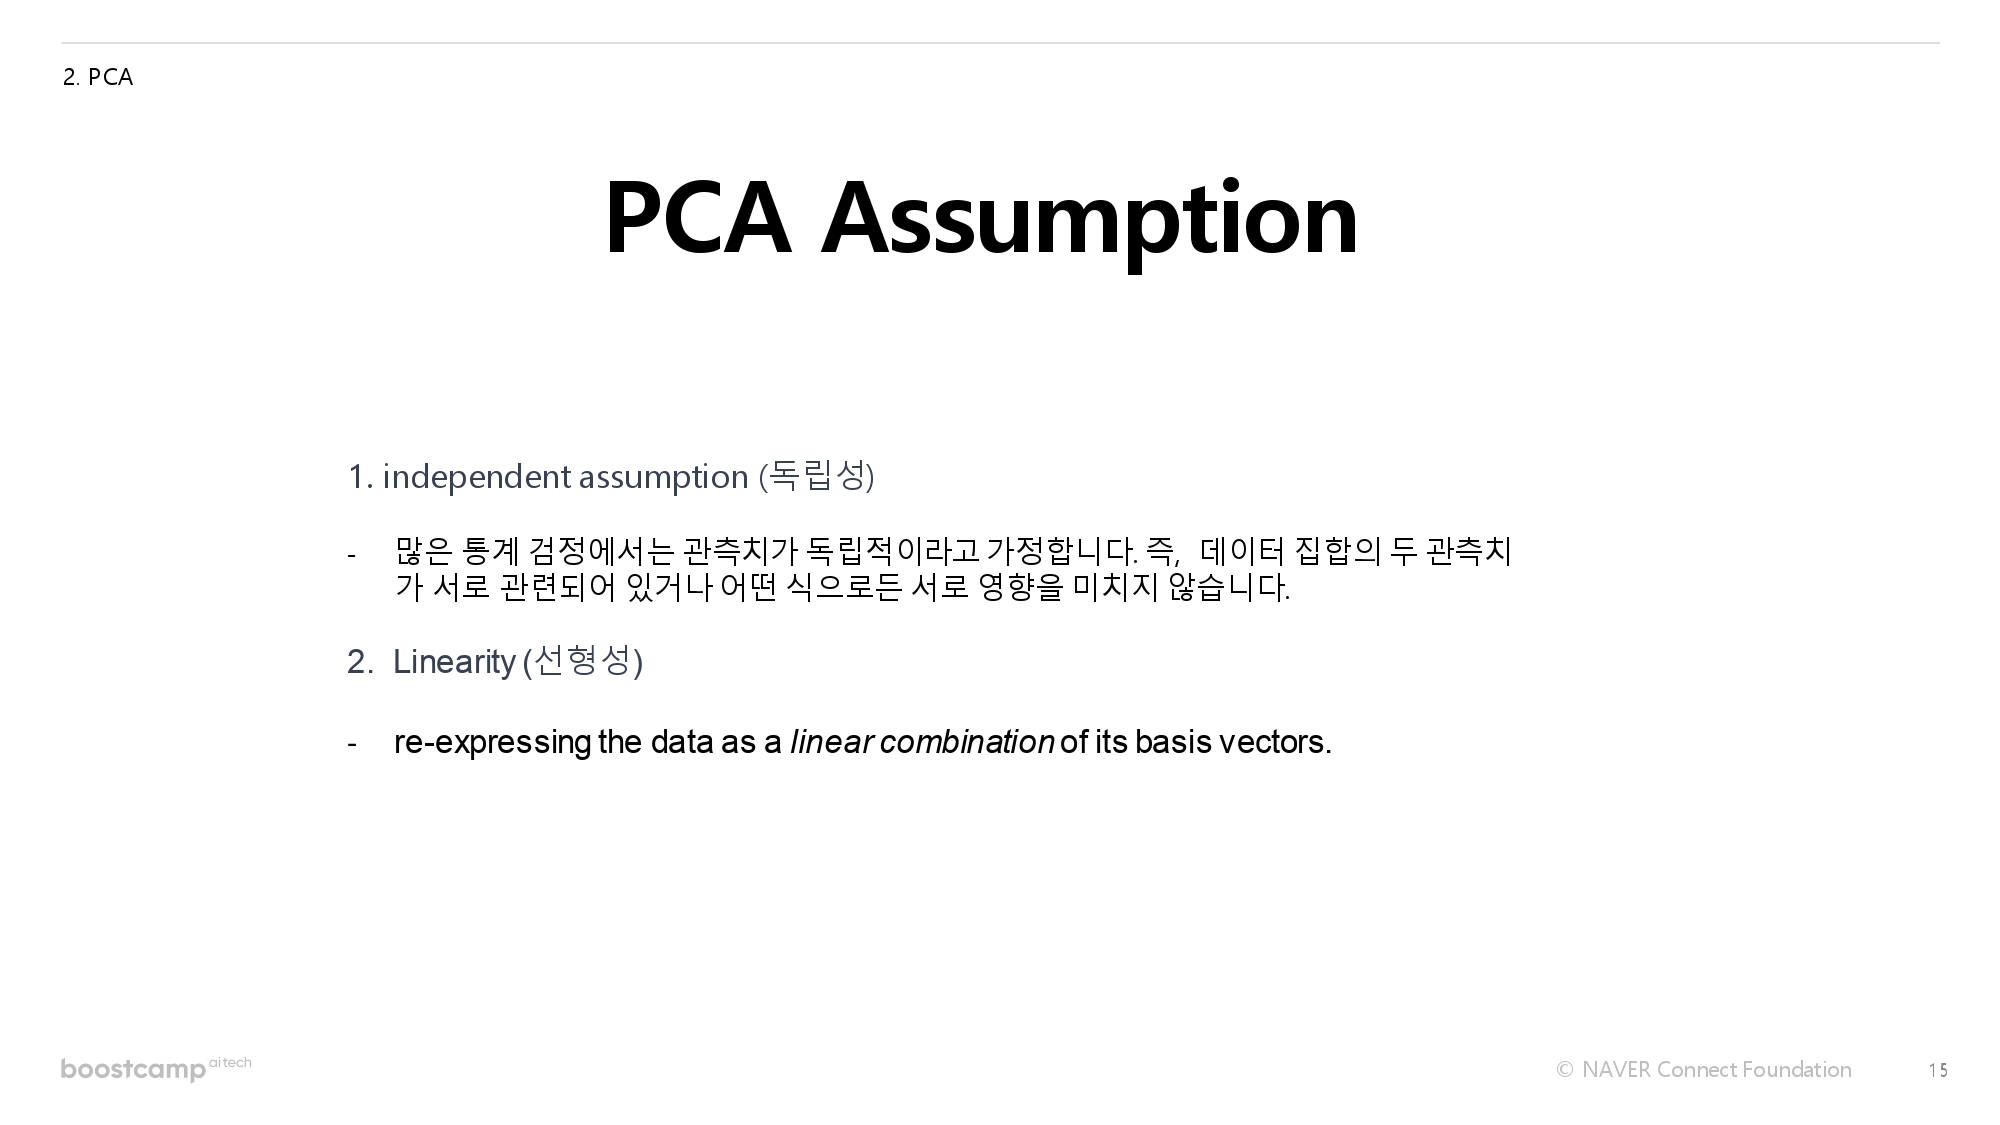 2. PCA
PCA Assumption
1. independent assumption (독립성)
- 많은 통계 검정에서는 관측치가 독립적이라고 가정합니다. 즉, 데이터 집합의 두 관측치
가 서로 관련되어 있거나 어떤 식으로든 서로 영향을 미치지 않습니다.
2. Linearity (선형성)
- re-expressing the data as a linear combination of its basis vectors.
boostcamp ai tech
© NAVER Connect Foundation
15